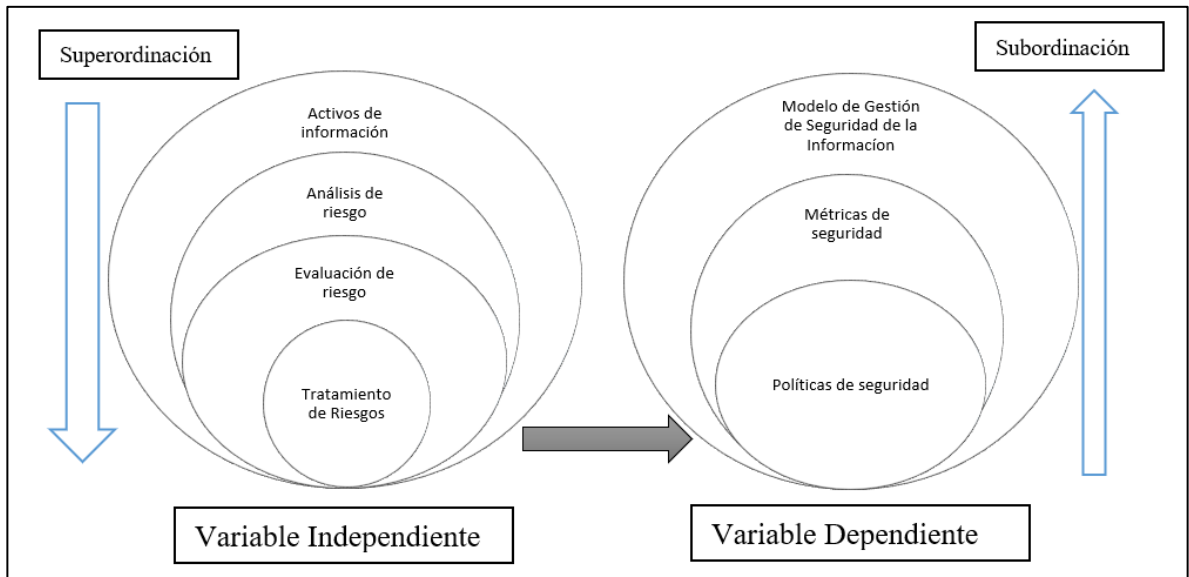 Superordinación
Subordinación
Activos de
información
Análisis de
riesgo
Evaluación de
riesgo
Tratamiento
de Riesgos
Modelo de Gestión
de Seguridad de la
Informacíon
Métricas de
seguridad
Políticas de seguridad
Variable Independiente
Variable Dependiente